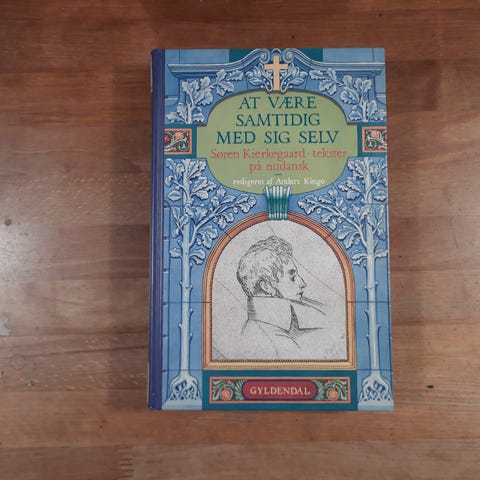 AT VÆRE
SAMTIDIG
MED SIG SELV
Søren Kierkegaard · tekster
på nudansk
redigeret af Anders Kingo
GYLDENDAL